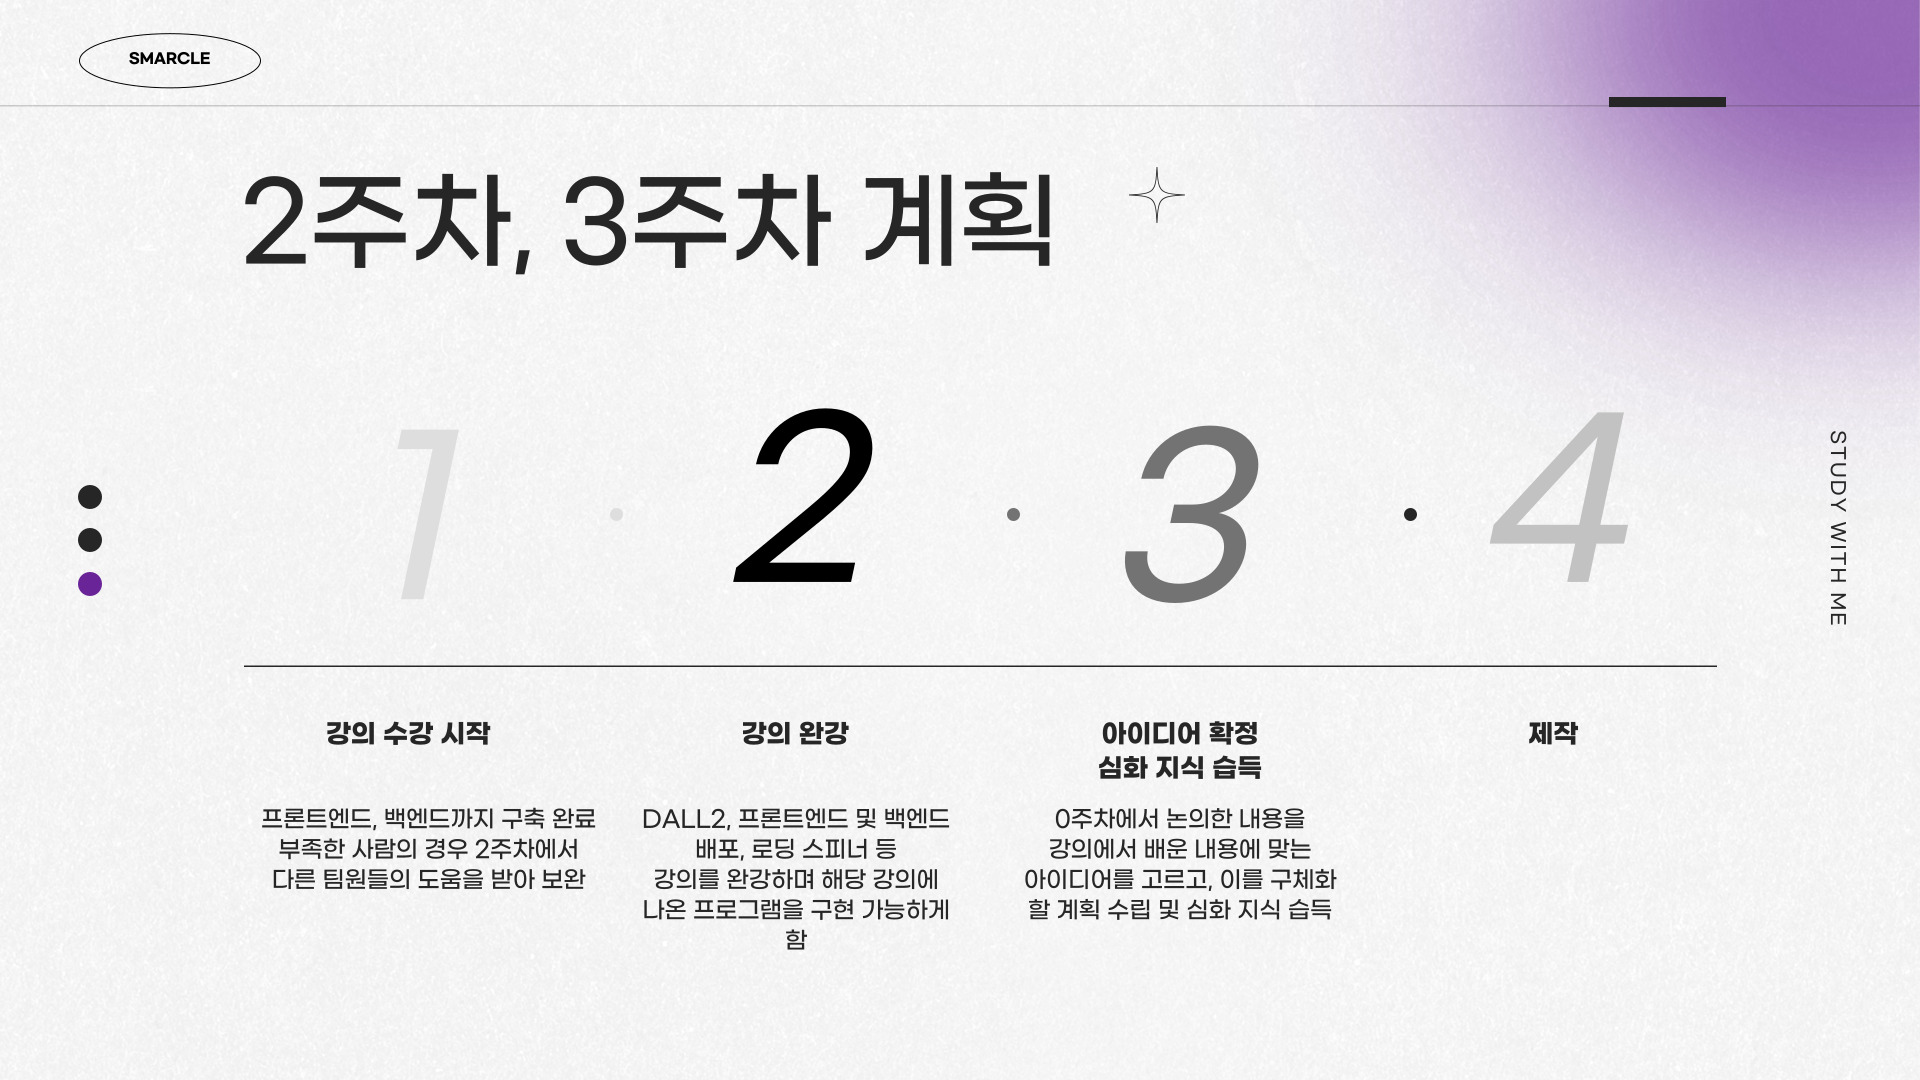 SMARCLE
2주차, 3주차 계획
1
2
3
4
STUDY WITH ME
강의 수강 시작
프론트엔드, 백엔드까지 구축 완료
부족한 사람의 경우 2주차에서
다른 팀원들의 도움을 받아 보완
강의 완강
DALL2, 프론트엔드 및 백엔드
배포, 로딩 스피너 등
강의를 완강하며 해당 강의에
나온 프로그램을 구현 가능하게
함
아이디어 확정
심화 지식 습득
0주차에서 논의한 내용을
강의에서 배운 내용에 맞는
아이디어를 고르고, 이를 구체화
할 계획 수립 및 심화 지식 습득
제작